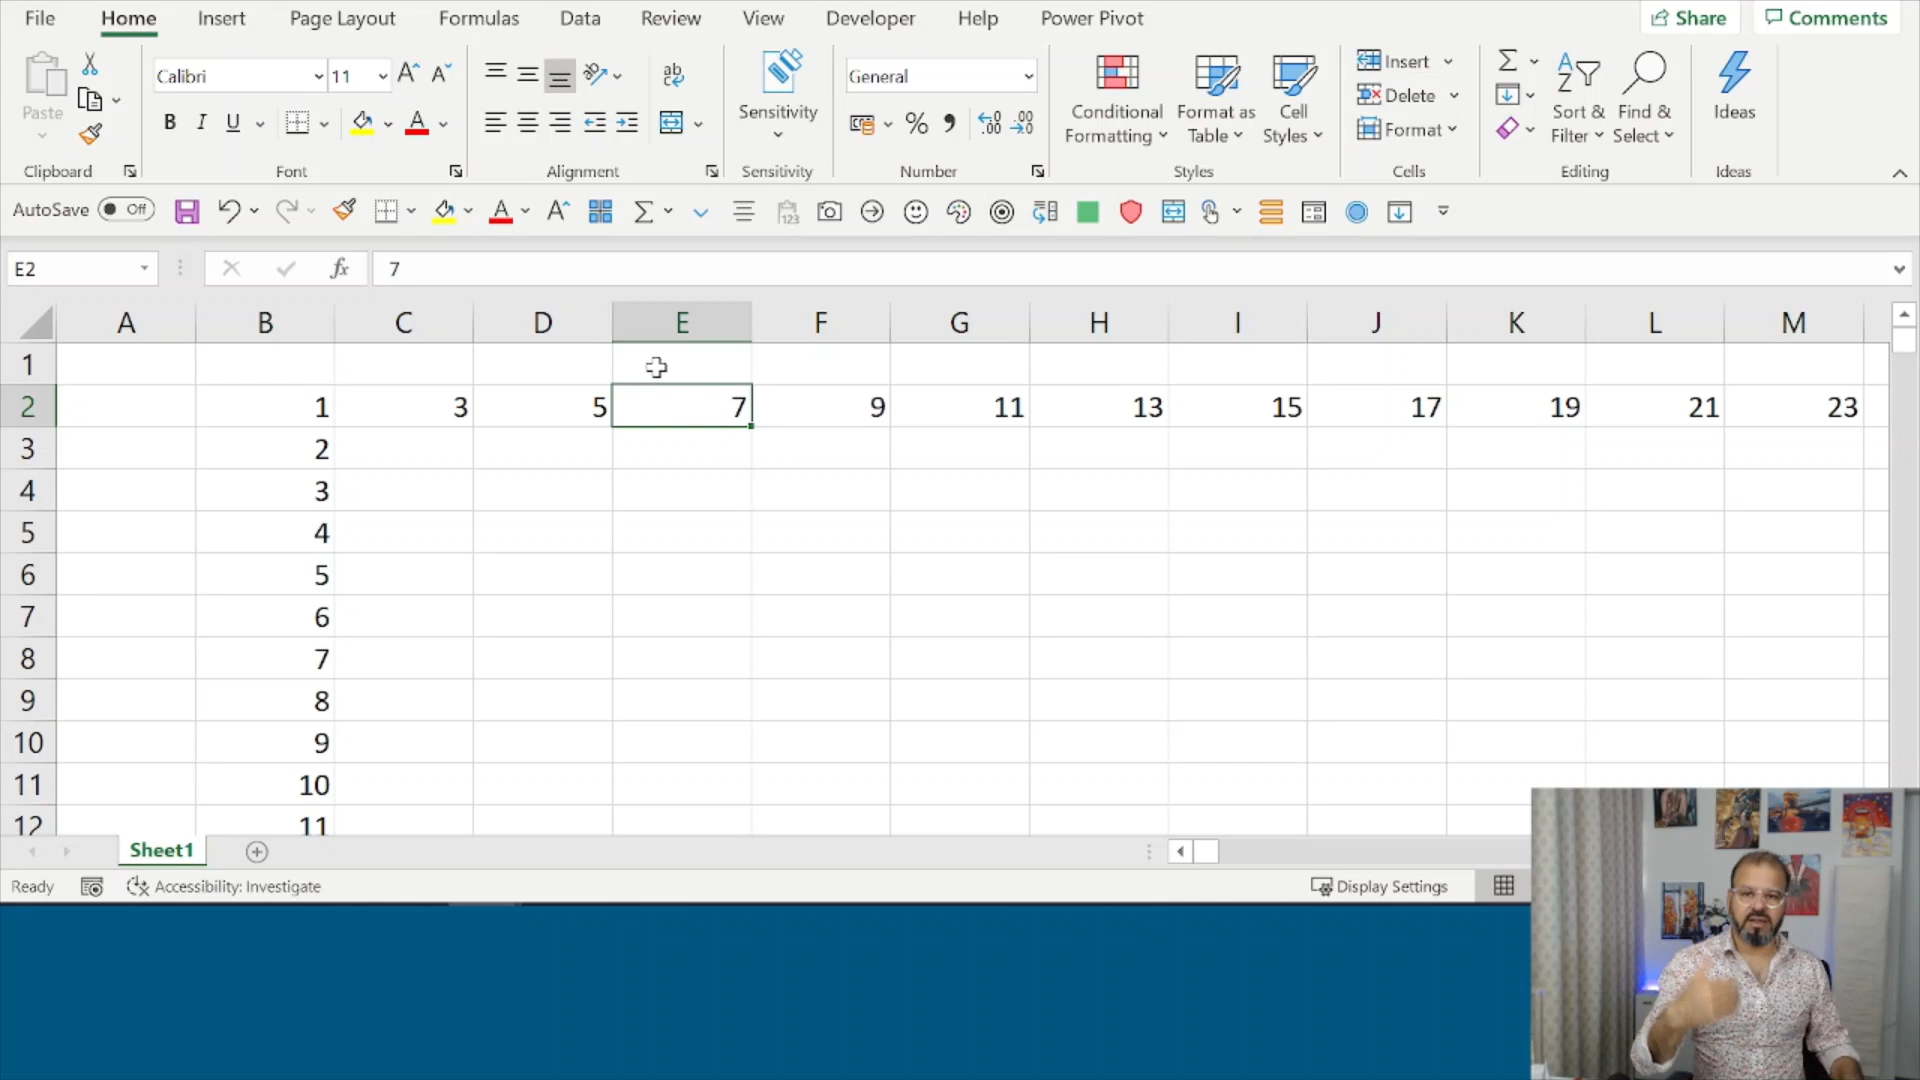 File Home Insert Page Layout Formulas Data Review View Developer Help Power Pivot Share Comments
Calibri 11 General
Paste
B I U A ab c % Sensitivity Conditional Formatting Format as Table Cell Styles
Insert
Delete
Format
Sort & Filter Find & Select Ideas
Clipboard Font Alignment Sensitivity Number Styles Cells Editing Ideas
AutoSave Off
E2 fx 7
A B C D E F G H I J K L M
1
2 1 3 5 7 9 11 13 15 17 19 21 23
3 2
4 3
5 4
6 5
7 6
8 7
9 8
10 9
11 10
12 11
Sheet1
Ready Accessibility: Investigate Display Settings